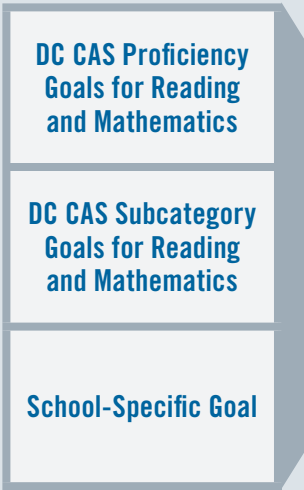 DC CAS Proficiency
Goals for Reading
and Mathematics
DC CAS Subcategory
Goals for Reading
and Mathematics
School-Specific Goal